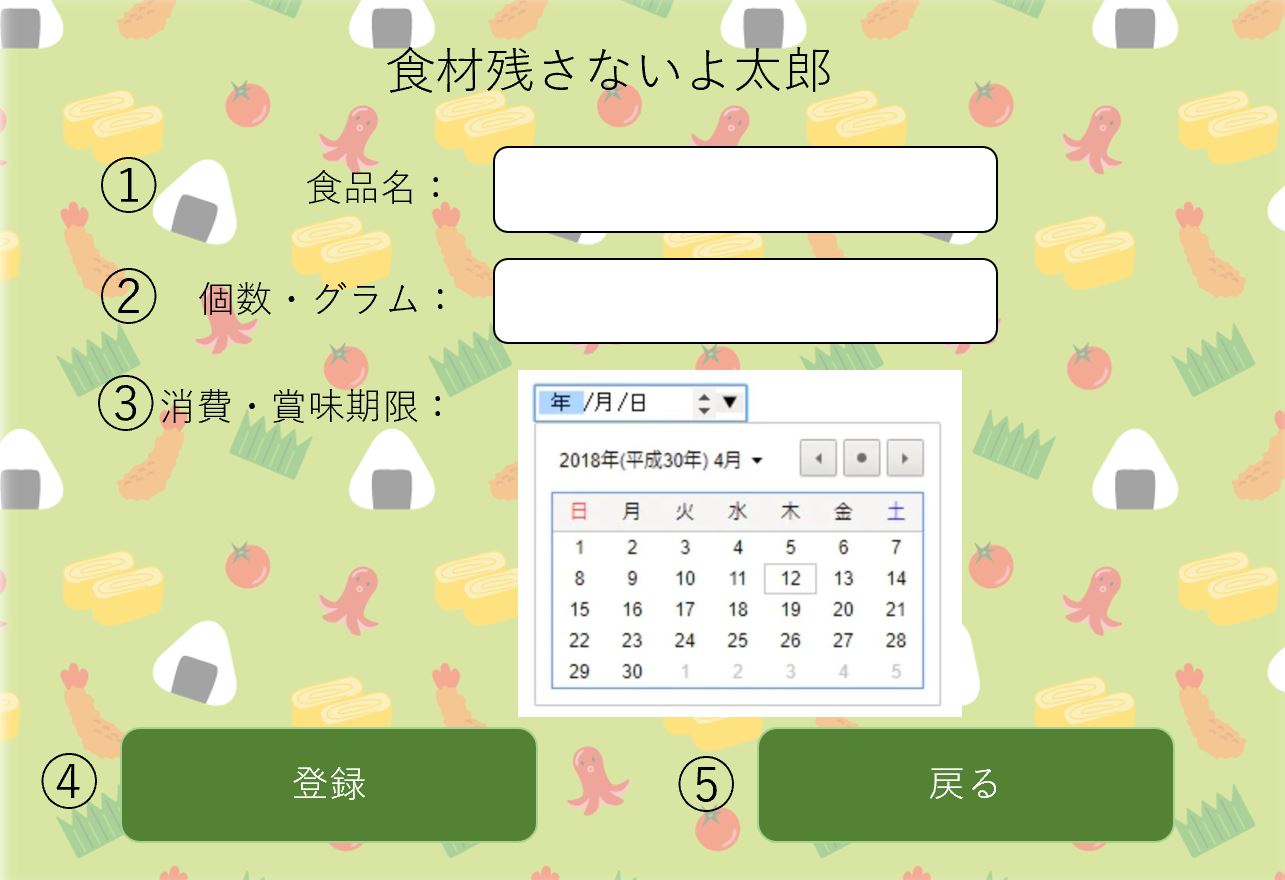 食材残さないよ太郎
① 食品名：
② 個数・グラム：
③消費・賞味期限：
年/月/日
2018年(平成30年) 4月
日 月 火 水 木 金 土
1 2 3 4 5 6 7
8 9 10 11 12 13 14
15 16 17 18 19 20 21
22 23 24 25 26 27 28
29 30 1 2 3 4 5
④ 登録 ⑤ 戻る